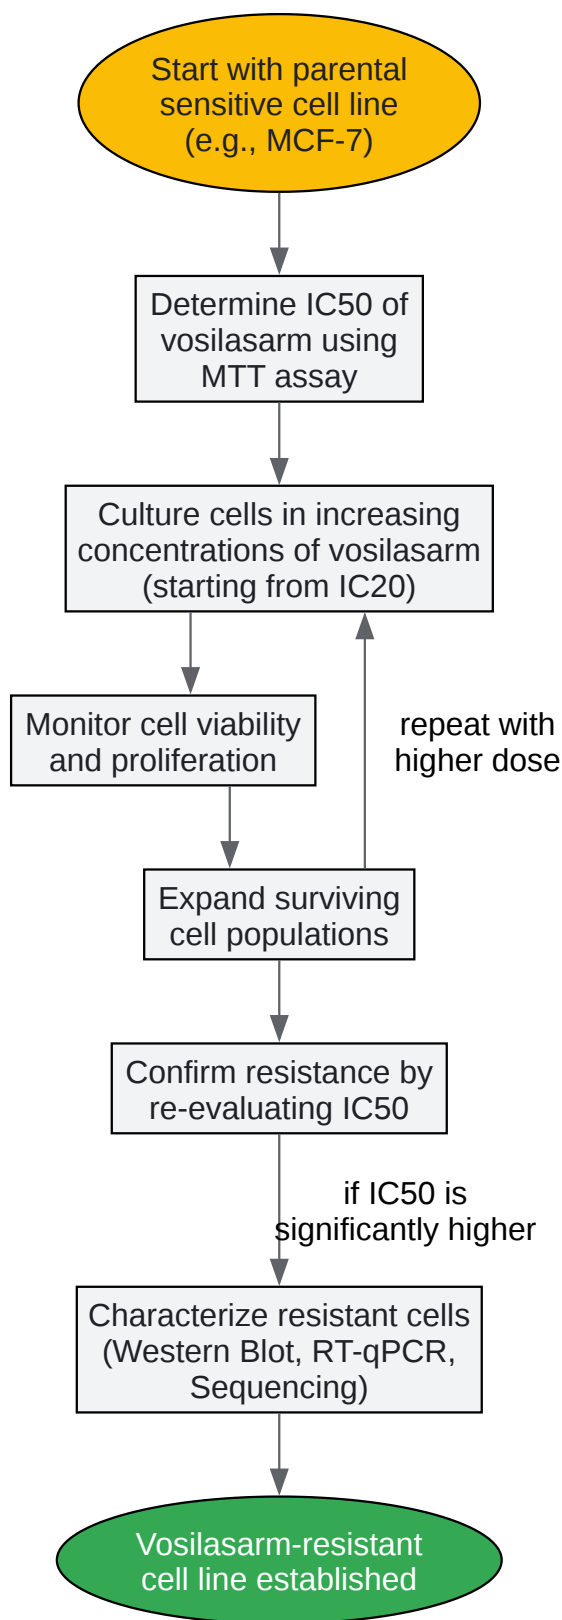 Start with parental
sensitive cell line
(e.g., MCF-7)
Determine IC50 of
vosilasarm using
MTT assay
Culture cells in increasing
concentrations of vosilasarm
(starting from IC20)
Monitor cell viability
and proliferation
repeat with
higher dose
Expand surviving
cell populations
Confirm resistance by
re-evaluating IC50
if IC50 is
significantly higher
Characterize resistant cells
(Western Blot, RT-qPCR,
Sequencing)
Vosilasarm-resistant
cell line established